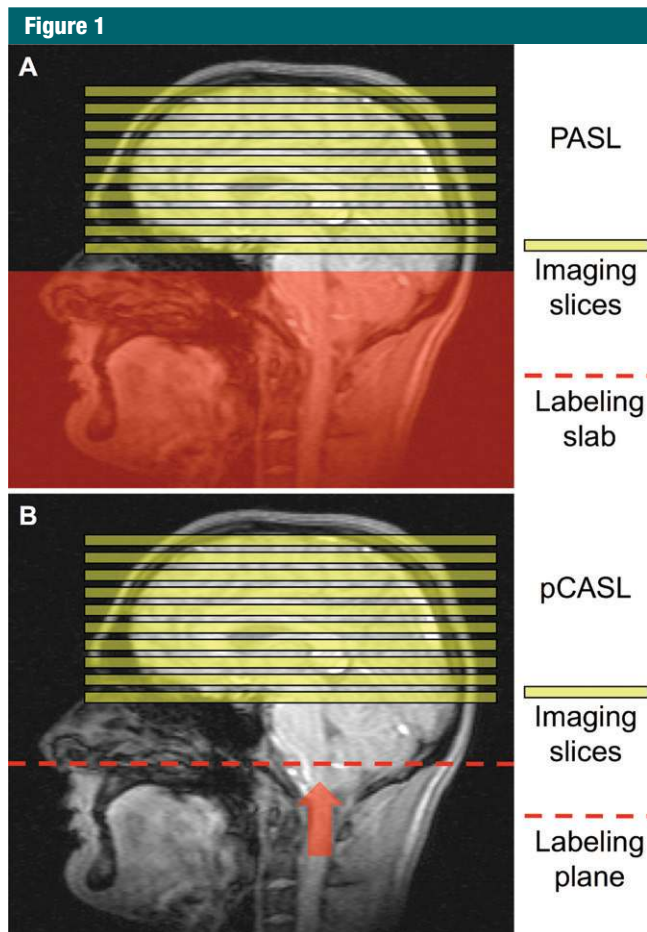 Figure 1
A
PASL
Imaging
slices
Labeling
slab
B
pCASL
Imaging
slices
Labeling
plane